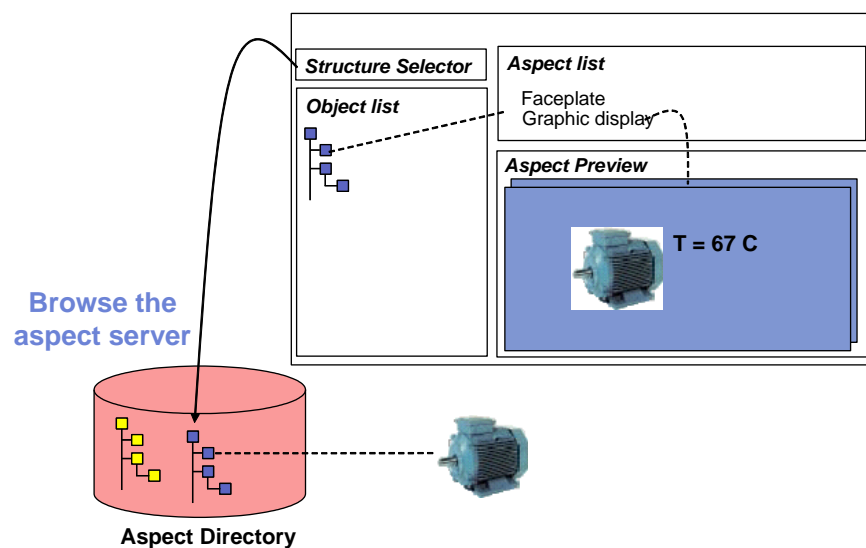 Structure Selector
Aspect list
Faceplate
Graphic display
Object list
Aspect Preview
T = 67 C
Browse the
aspect server
Aspect Directory